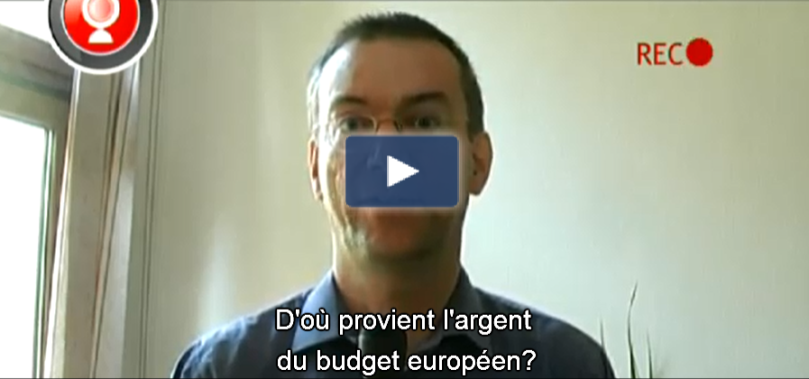 REC
D'où provient l'argent
du budget européen?